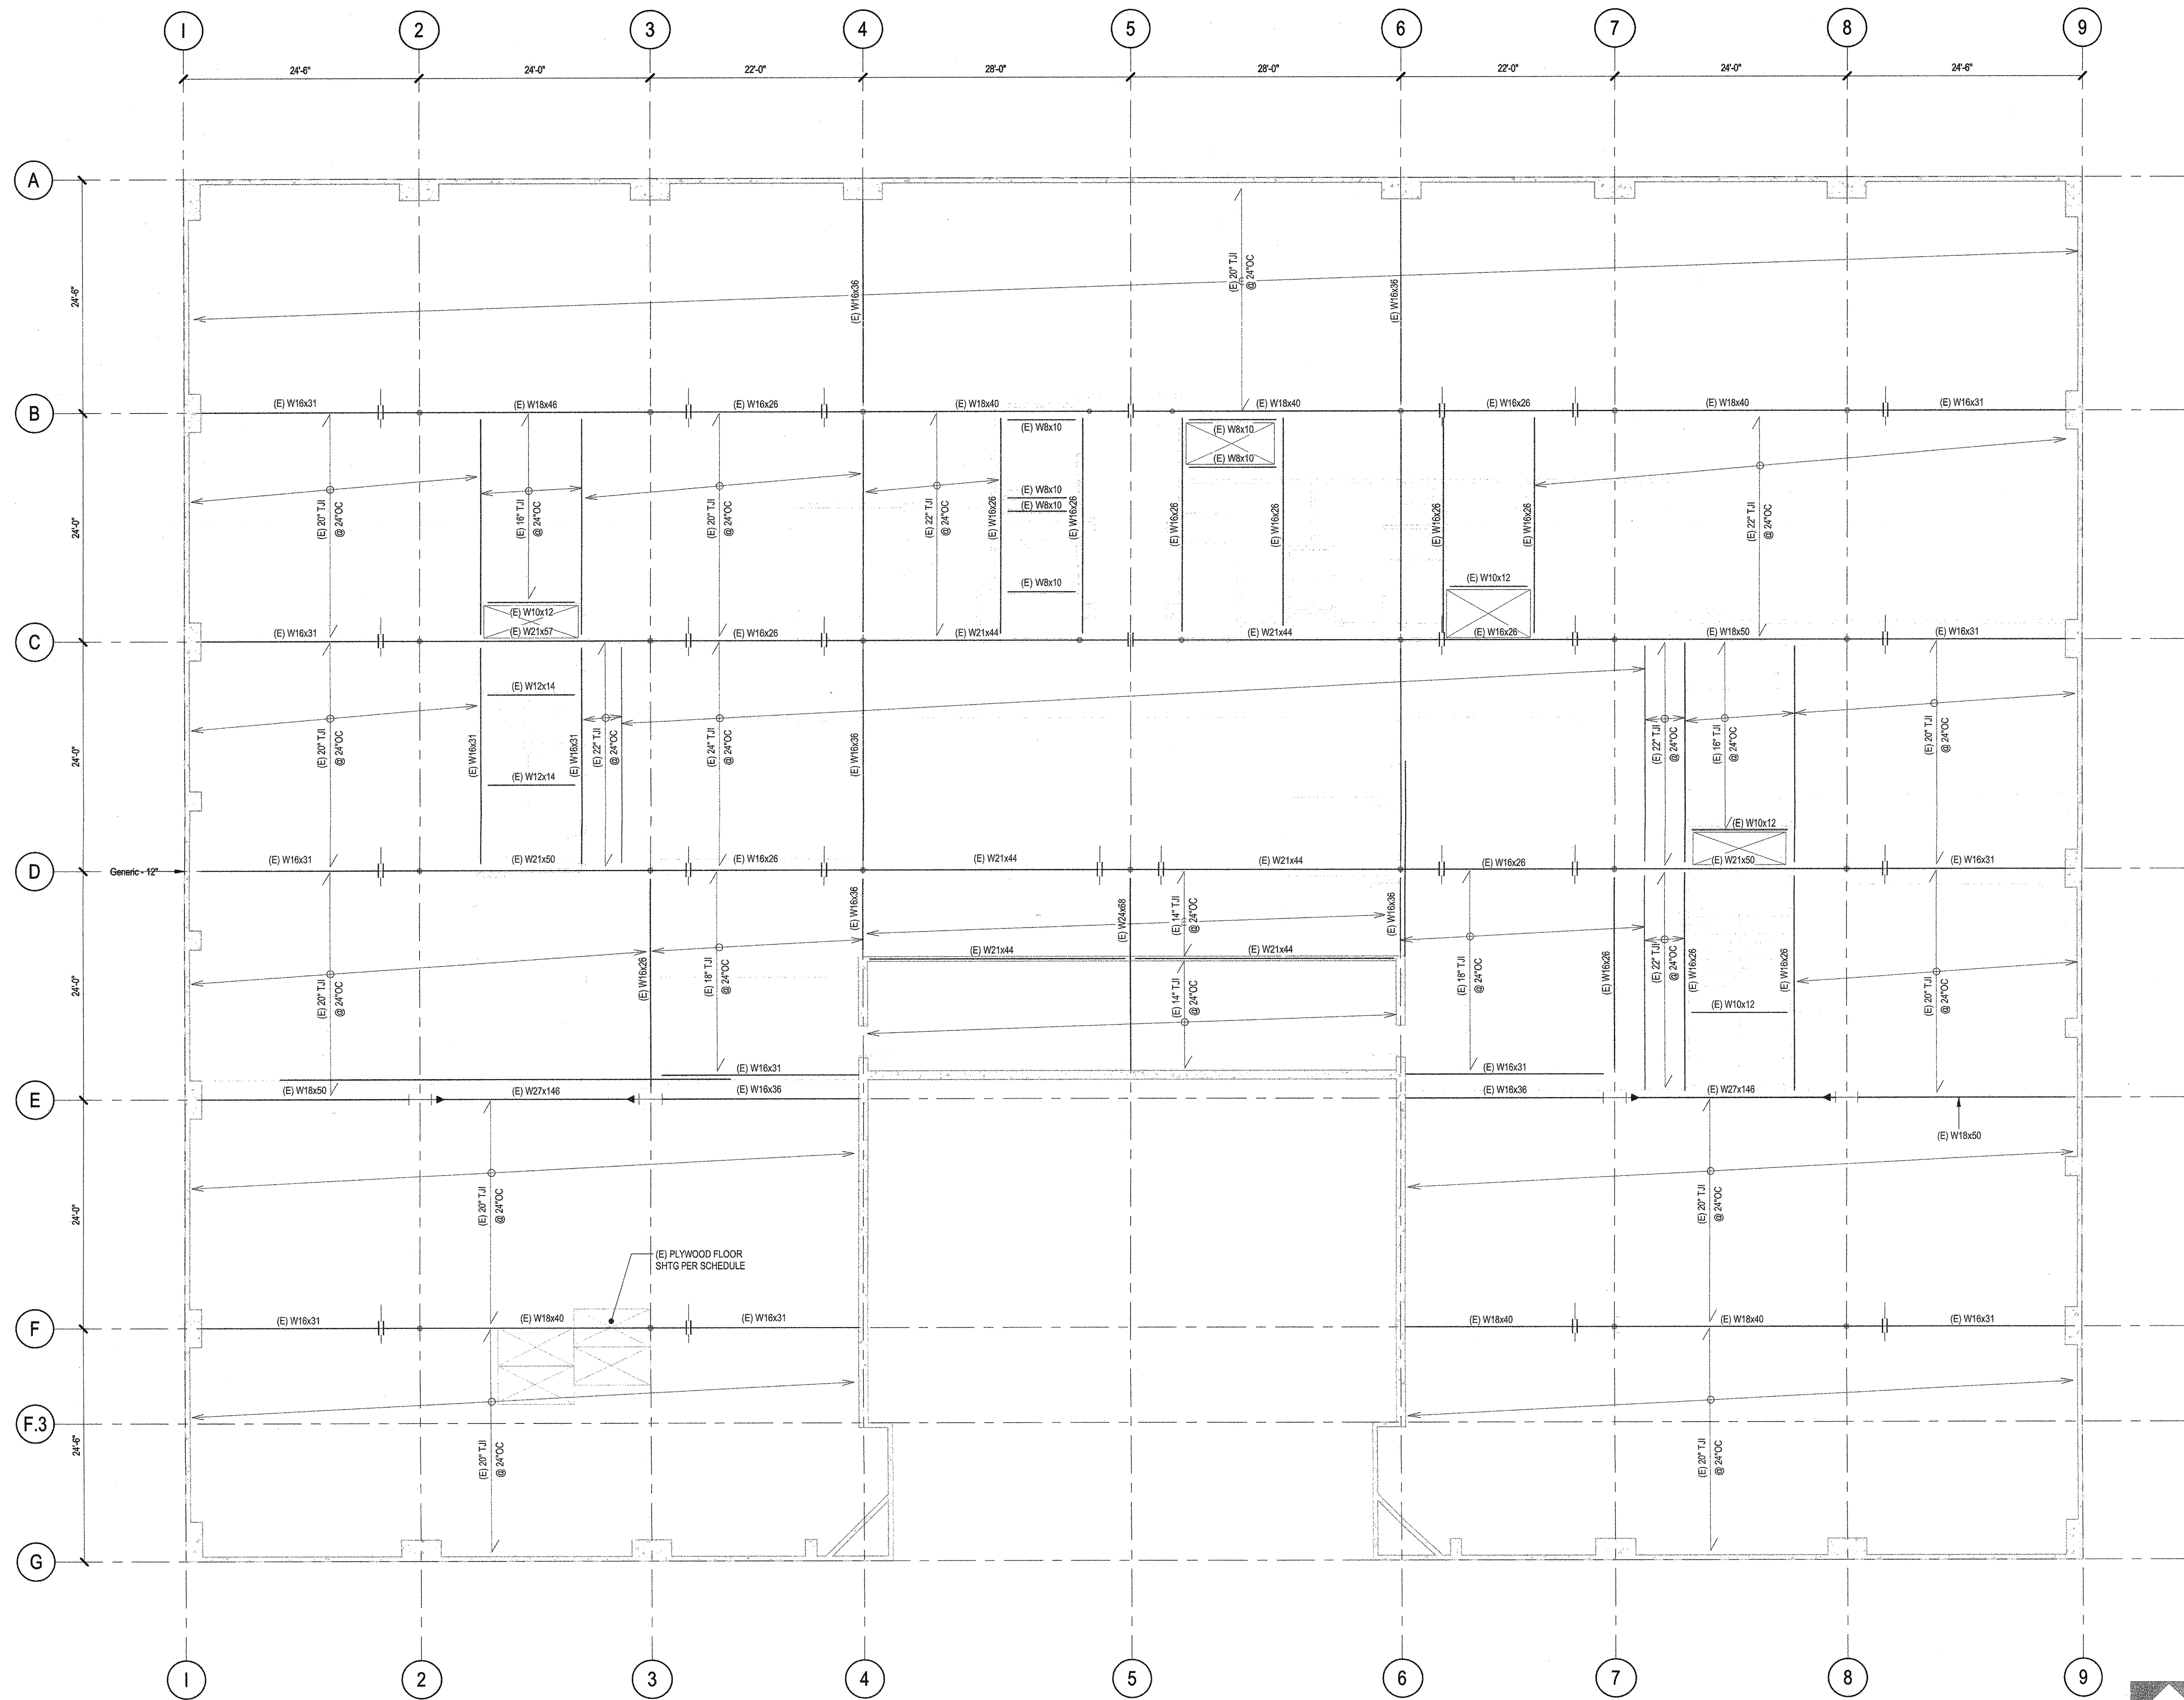 1 2 3 4 5 6 7 8 9
24'-6" 24'-0" 22'-0" 28'-0" 28'-0" 22'-0" 24'-0" 24'-6"
A
24'-6"
(E) W16x36
(E) 20" TJI
@ 24"OC
(E) W16x36
B
(E) W16x31 (E) W18x46 (E) W16x26 (E) W18x40 (E) W18x40 (E) W16x26 (E) W18x40 (E) W16x31
24'-0"
(E) 20" TJI
@ 24"OC
(E) 16" TJI
@ 24"OC
(E) 20" TJI
@ 24"OC
(E) 22" TJI
@ 24"OC
(E) W16x26
(E) W8x10
(E) W8x10
(E) W8x10
(E) W8x10
(E) W16x26
(E) W16x26
(E) W8x10
(E) W8x10
(E) W16x26
(E) W16x26
(E) W16x26
(E) W10x12
(E) 22" TJI
@ 24"OC
(E) W10x12
C
(E) W16x31 (E) W21x57 (E) W16x26 (E) W21x44 (E) W21x44 (E) W16x26 (E) W18x50 (E) W16x31
24'-0"
(E) 20" TJI
@ 24"OC
(E) W16x31
(E) W12x14
(E) W12x14
(E) W16x31
(E) 22" TJI
@ 24"OC
(E) 24" TJI
@ 24"OC
(E) W16x36
(E) 22" TJI
@ 24"OC
(E) 16" TJI
@ 24"OC
(E) W10x12
(E) 20" TJI
@ 24"OC
D
Generic - 12"
(E) W16x31 (E) W21x50 (E) W16x26 (E) W21x44 (E) W21x44 (E) W16x26 (E) W21x50 (E) W16x31
24'-0"
(E) 20" TJI
@ 24"OC
(E) W16x26
(E) 18" TJI
@ 24"OC
(E) W16x36
(E) W24x68
(E) 14" TJI
@ 24"OC
(E) W16x36
(E) W21x44 (E) W21x44
(E) 14" TJI
@ 24"OC
(E) 18" TJI
@ 24"OC
(E) W16x26
(E) 22" TJI
@ 24"OC
(E) W16x26
(E) W10x12
(E) W16x26
(E) 20" TJI
@ 24"OC
(E) W16x31 (E) W16x31
E
(E) W18x50 (E) W27x146 (E) W16x36 (E) W16x36 (E) W27x146
(E) W18x50
24'-0"
(E) 20" TJI
@ 24"OC
(E) 20" TJI
@ 24"OC
(E) PLYWOOD FLOOR
SHTG PER SCHEDULE
F
(E) W16x31 (E) W18x40 (E) W16x31 (E) W18x40 (E) W18x40 (E) W16x31
F.3
24'-6"
(E) 20" TJI
@ 24"OC
(E) 20" TJI
@ 24"OC
G
1 2 3 4 5 6 7 8 9